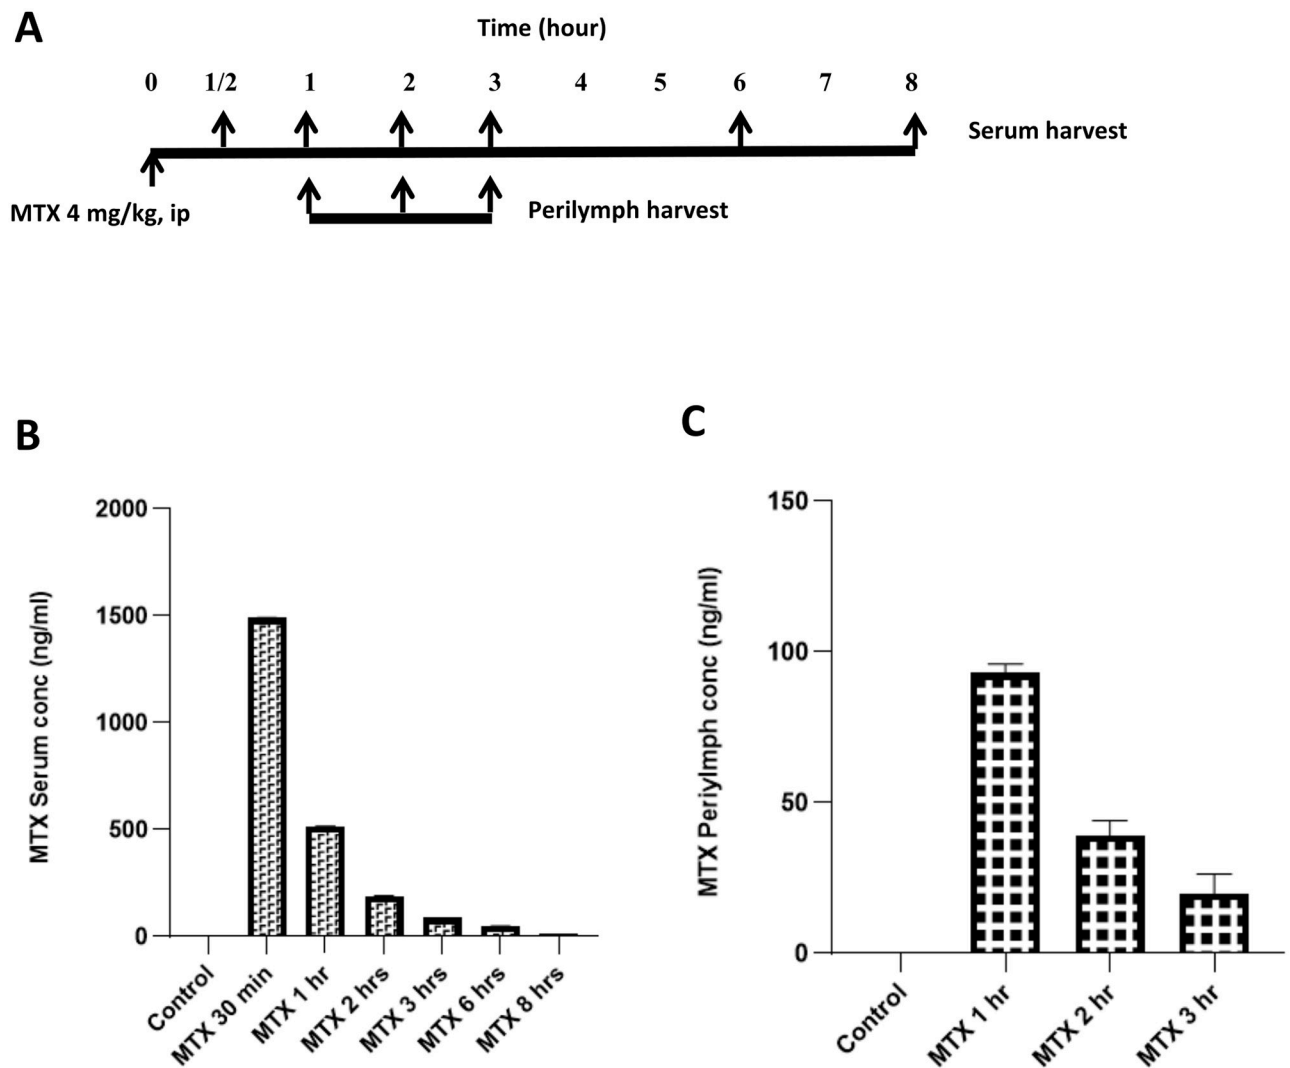 A
Time (hour)
0 1/2 1 2 3 4 5 6 7 8
Serum harvest
MTX 4 mg/kg, ip
Perilymph harvest
B
MTX Serum conc (ng/ml)
2000
1500
1000
500
0
Control
MTX 30 min
MTX 1 hr
MTX 2 hrs
MTX 3 hrs
MTX 6 hrs
MTX 8 hrs
C
MTX Periylmph conc (ng/ml)
150
100
50
0
Control
MTX 1 hr
MTX 2 hr
MTX 3 hr